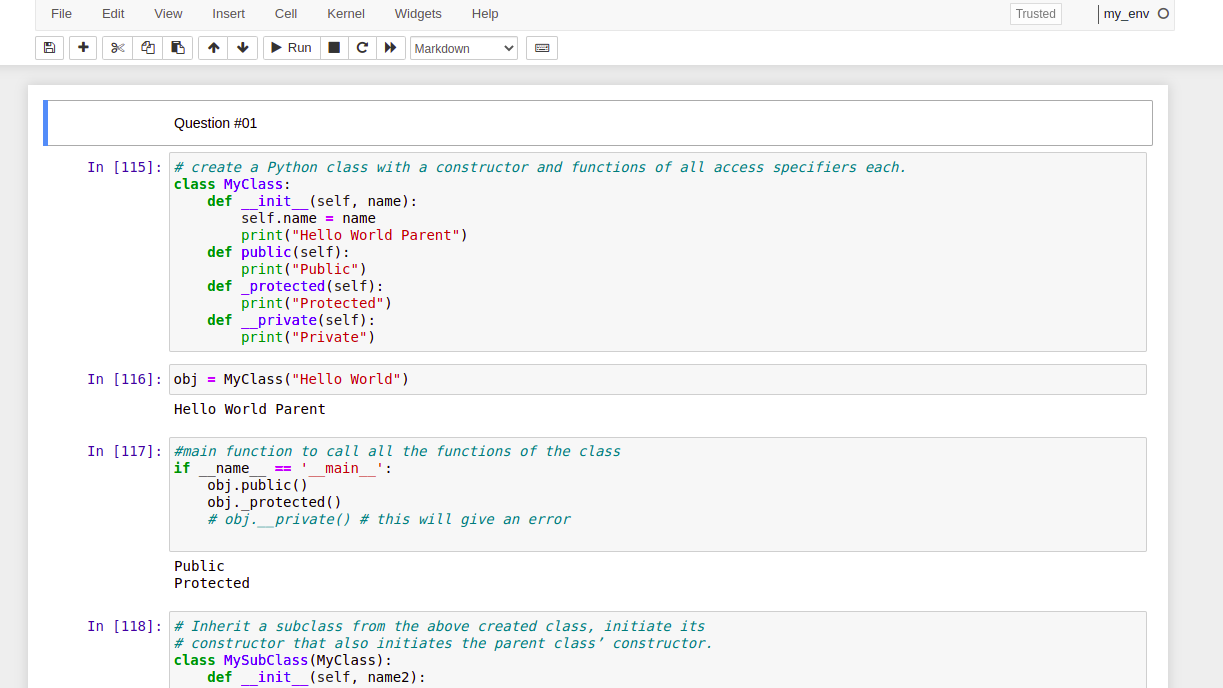 File Edit View Insert Cell Kernel Widgets Help Trusted my_env
Run Markdown
Question #01
In [115]: # create a Python class with a constructor and functions of all access specifiers each.
class MyClass:
    def __init__(self, name):
        self.name = name
        print("Hello World Parent")
    def public(self):
        print("Public")
    def _protected(self):
        print("Protected")
    def __private(self):
        print("Private")
In [116]: obj = MyClass("Hello World")
Hello World Parent
In [117]: #main function to call all the functions of the class
if __name__ == '__main__':
    obj.public()
    obj._protected()
    # obj.__private() # this will give an error
Public
Protected
In [118]: # Inherit a subclass from the above created class, initiate its
# constructor that also initiates the parent class’ constructor.
class MySubClass(MyClass):
    def __init__(self, name2):